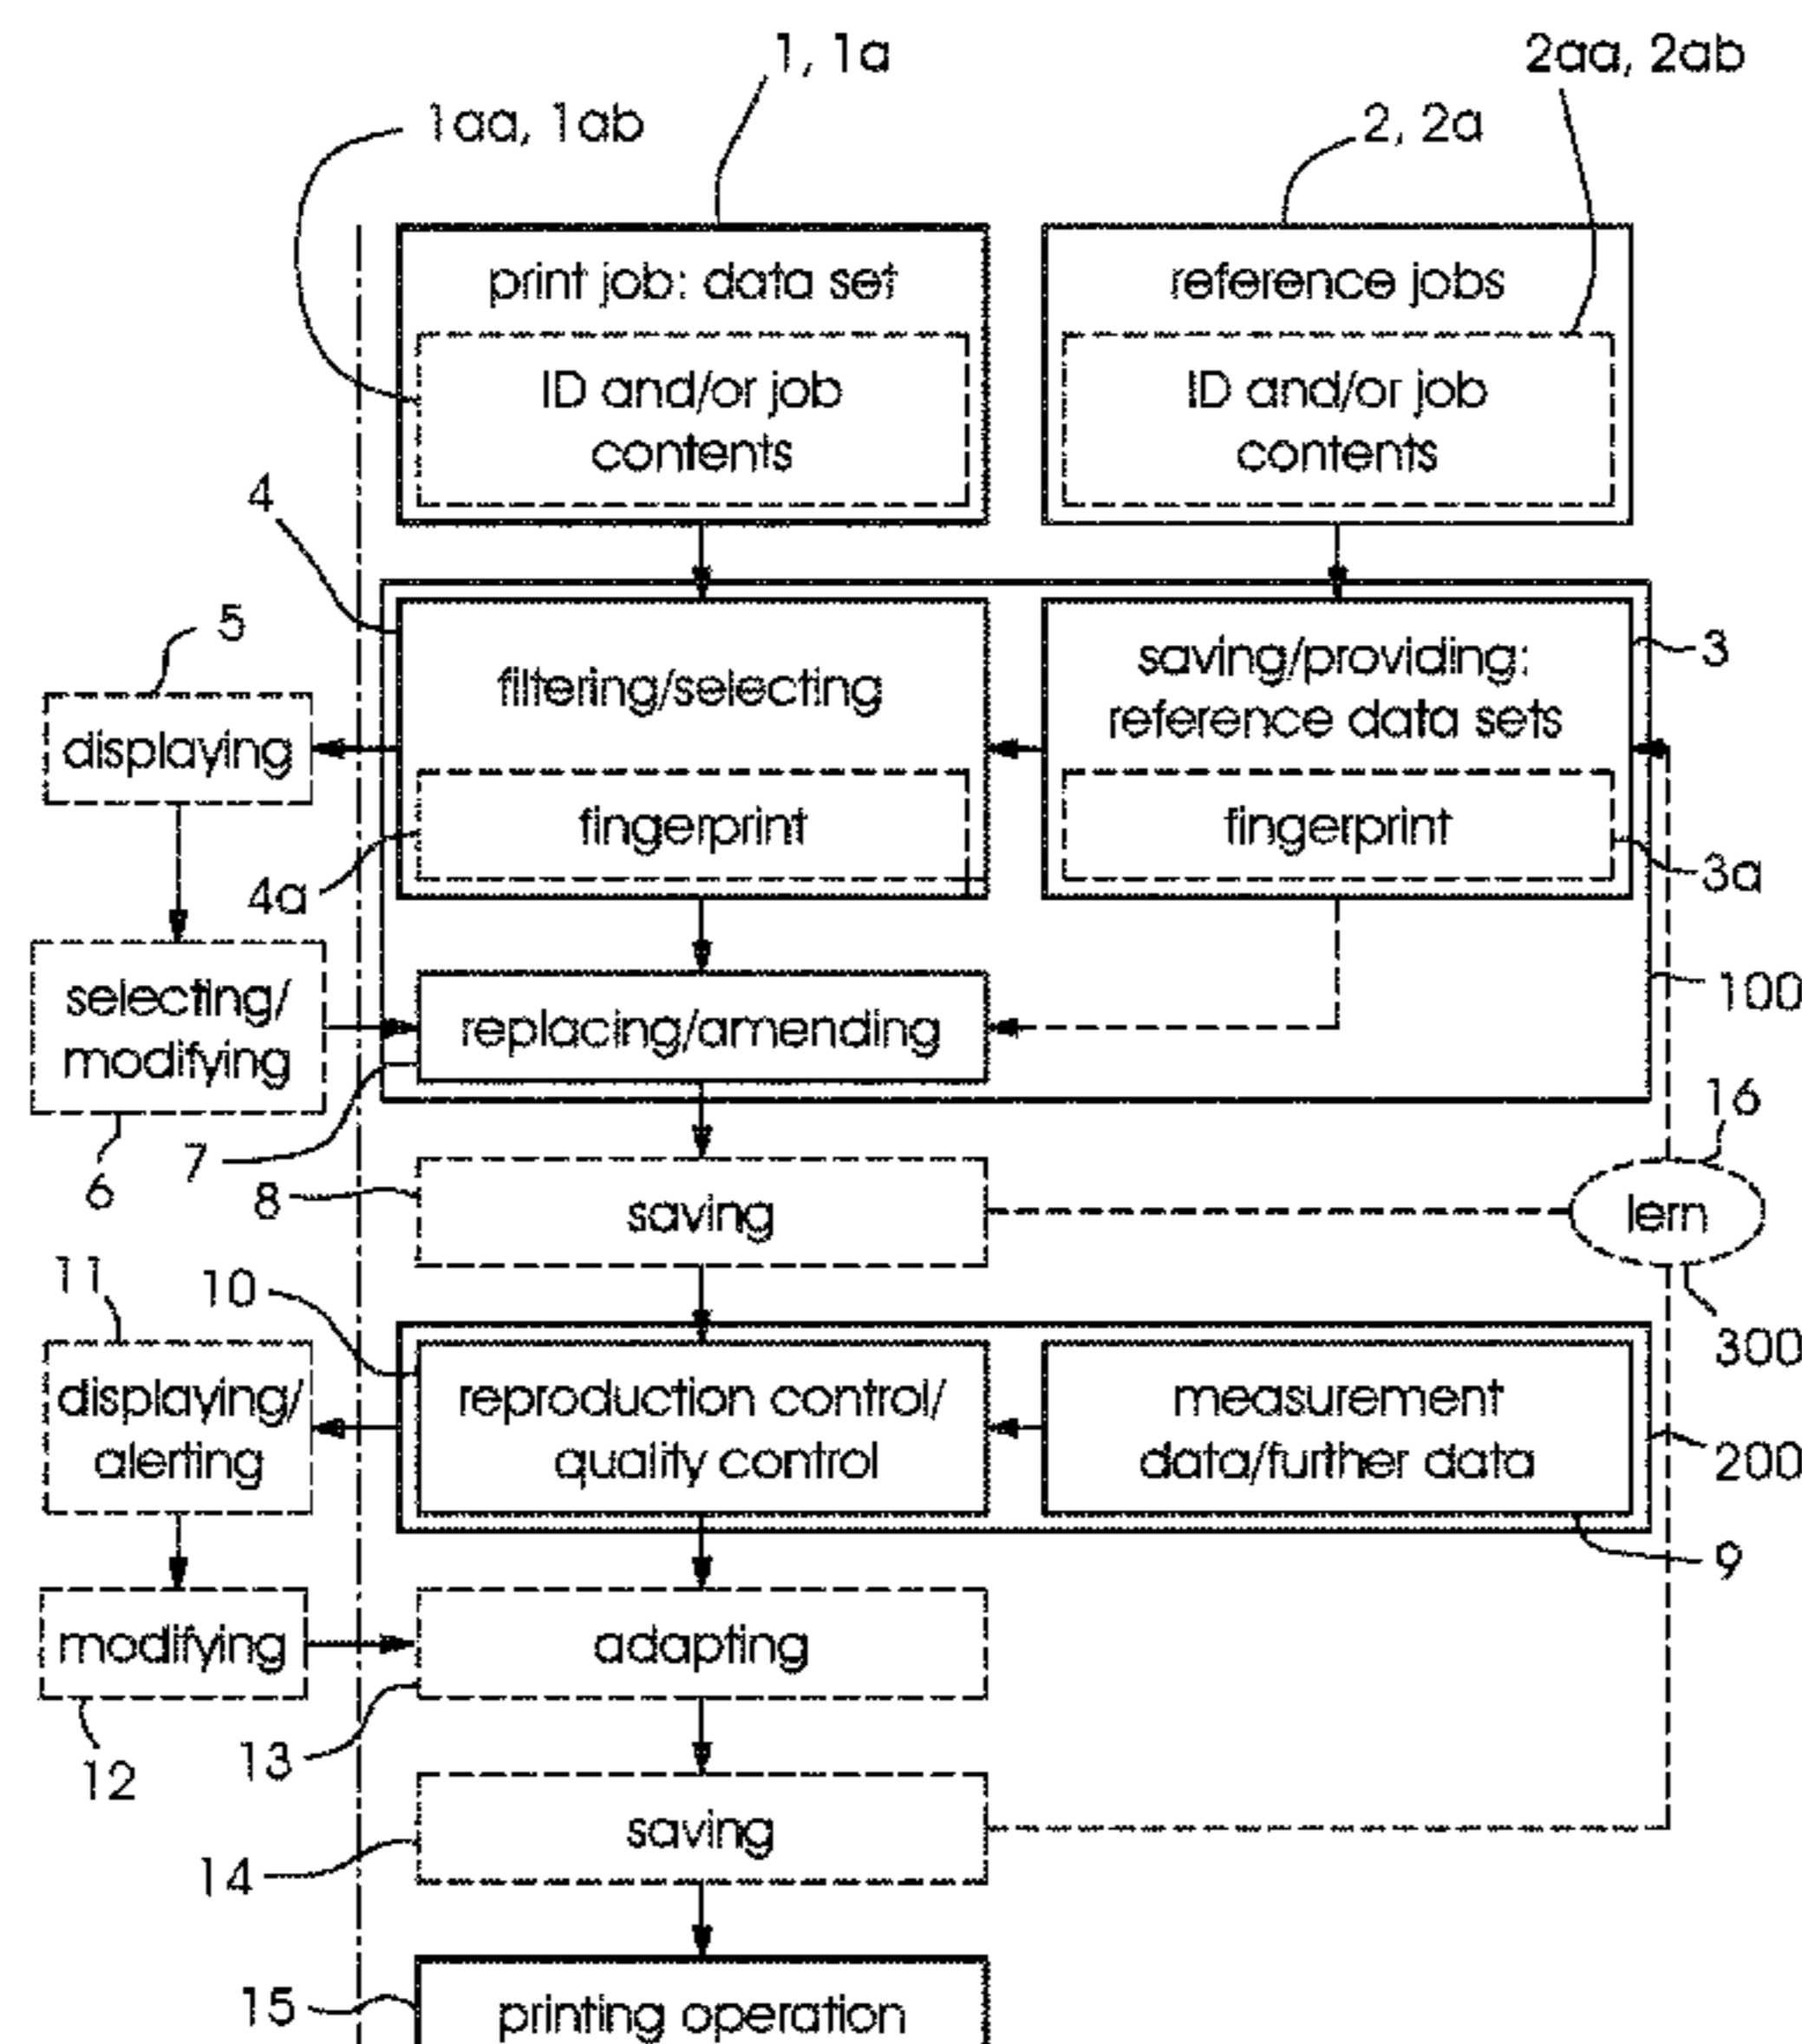 1, 1a
2aa, 2ab
1aa, 1ab
2, 2a
print job: data set
reference jobs
ID and/or job
contents
ID and/or job
contents
4
5
filtering/selecting
saving/providing:
reference data sets
3
displaying
fingerprint
fingerprint
4a
3a
selecting/
modifying
replacing/amending
100
6
7
16
8
saving
lern
11
10
300
displaying/
alerting
reproduction control/
quality control
measurement
data/further data
200
9
modifying
adapting
12
13
saving
14
15
printing operation